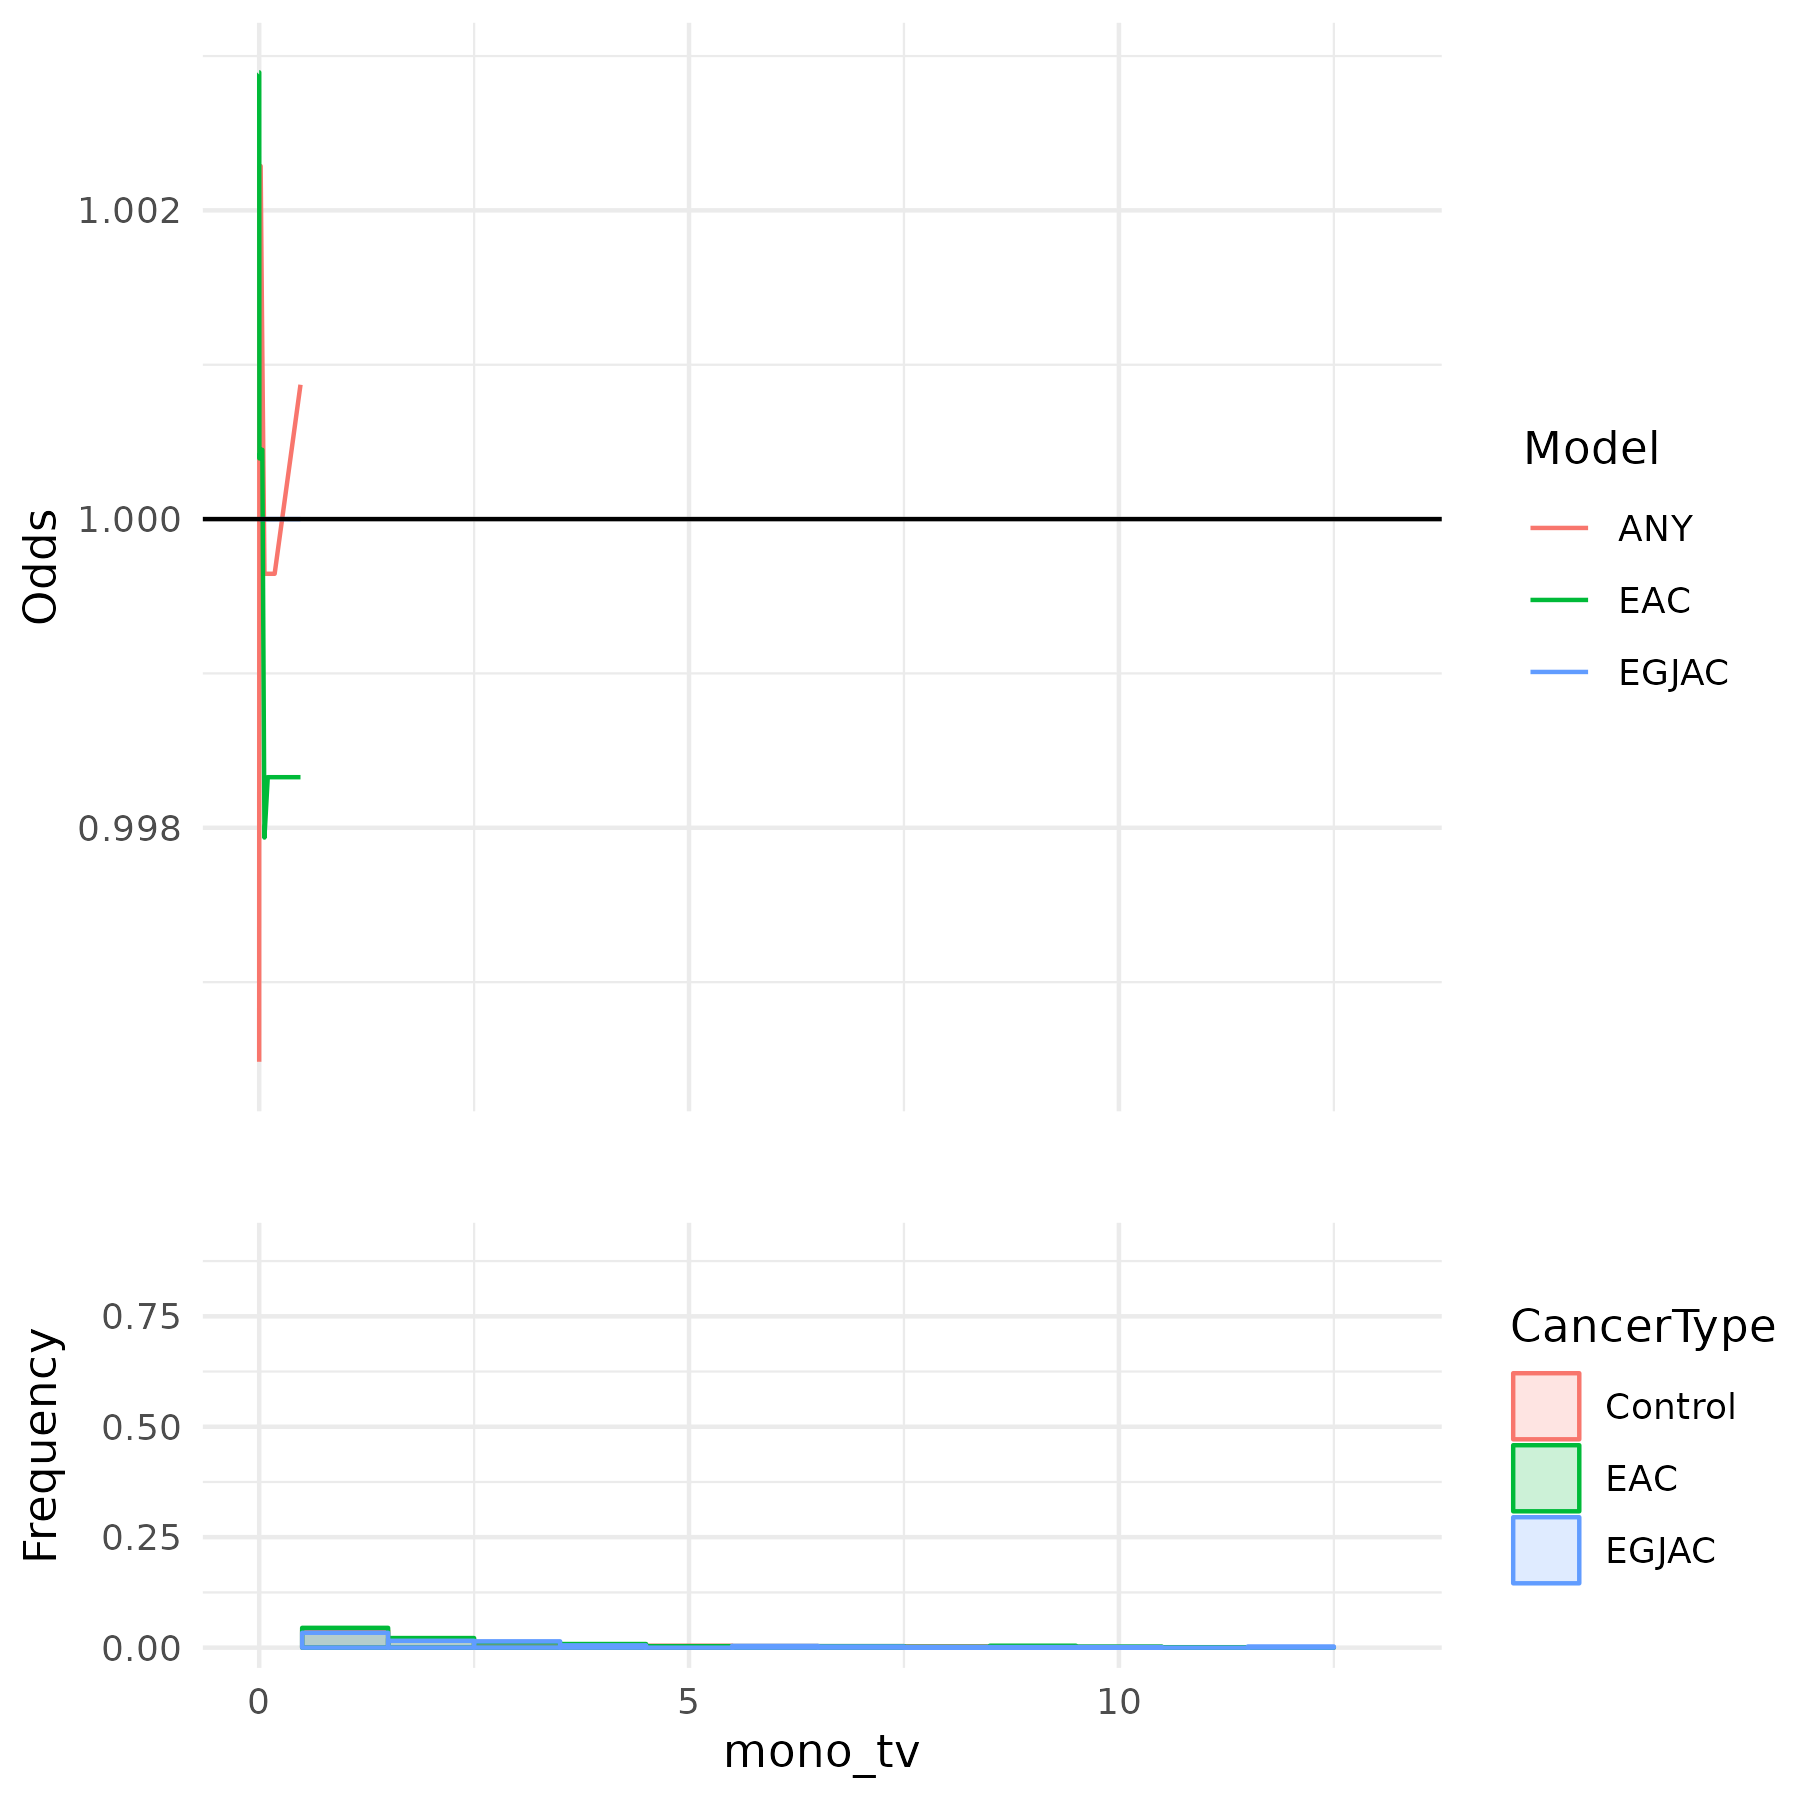 1.002
1.000
0.998
Odds
Model
ANY
EAC
EGJAC
0.75
0.50
0.25
0.00
Frequency
0
5
10
mono_tv
CancerType
Control
EAC
EGJAC